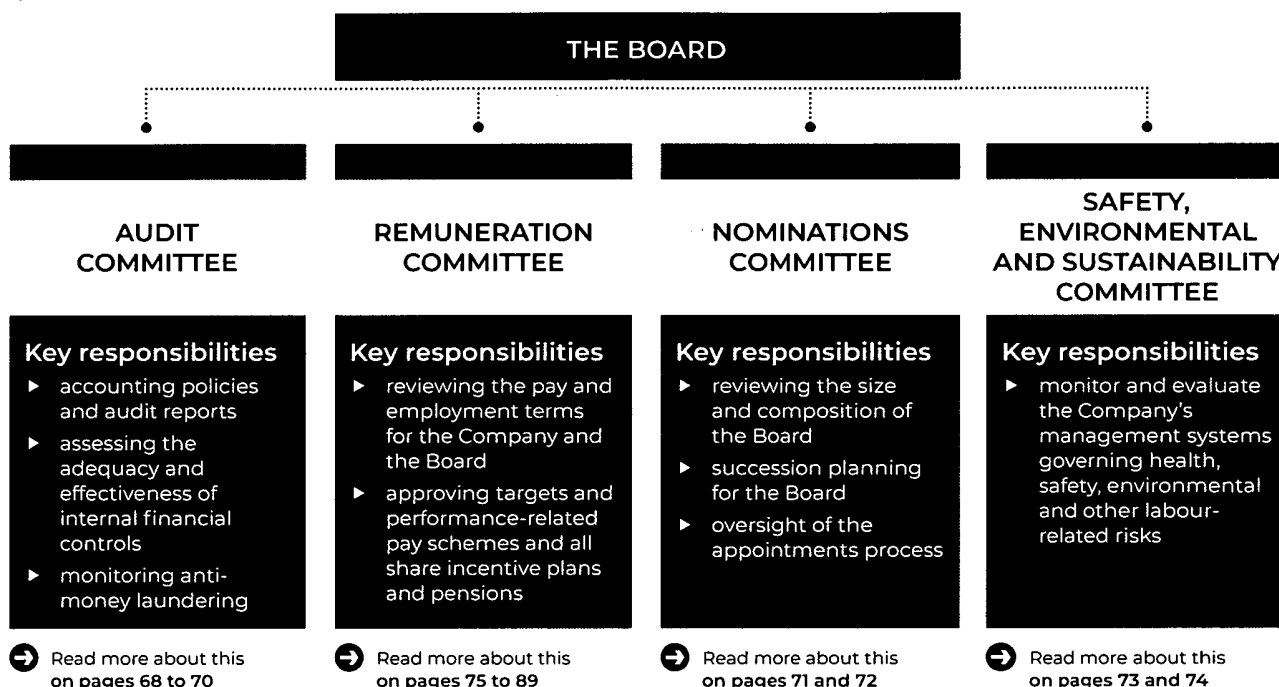 THE BOARD
AUDIT
COMMITTEE
Key responsibilities
► accounting policies
and audit reports
► assessing the
adequacy and
effectiveness of
internal financial
controls
► monitoring anti-
money laundering
Read more about this
on pages 68 to 70
REMUNERATION
COMMITTEE
Key responsibilities
► reviewing the pay and
employment terms
for the Company and
the Board
► approving targets and
performance-related
pay schemes and all
share incentive plans
and pensions
Read more about this
on pages 75 to 89
NOMINATIONS
COMMITTEE
Key responsibilities
► reviewing the size
and composition of
the Board
► succession planning
for the Board
► oversight of the
appointments process
Read more about this
on pages 71 and 72
SAFETY,
ENVIRONMENTAL
AND SUSTAINABILITY
COMMITTEE
Key responsibilities
► monitor and evaluate
the Company's
management systems
governing health,
safety, environmental
and other labour-
related risks
Read more about this
on pages 73 and 74